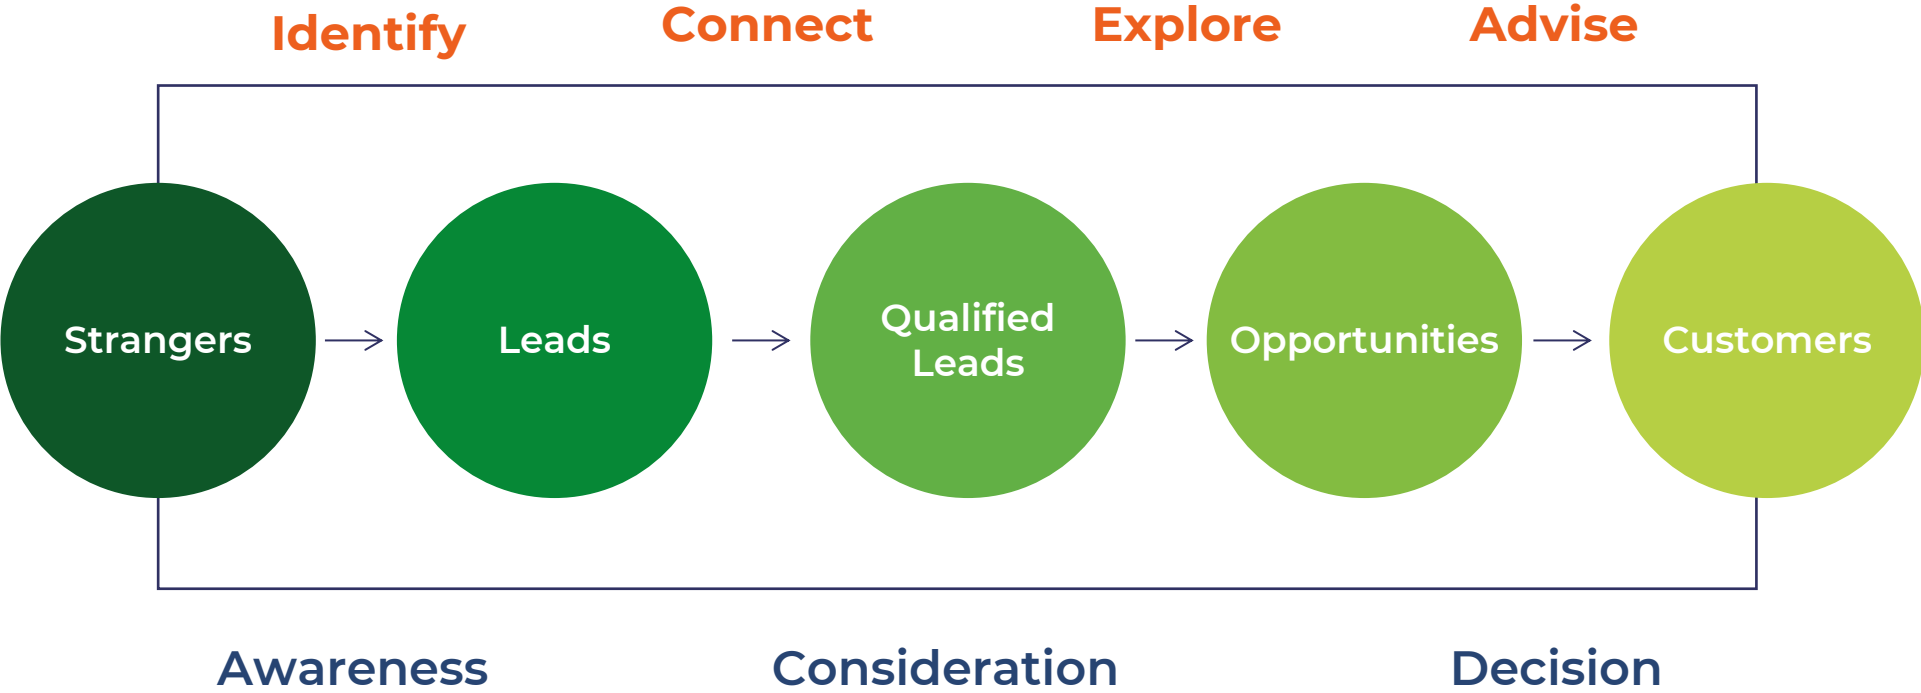 Identify
Connect
Explore
Advise
Strangers
Leads
Qualified
Leads
Opportunities
Customers
Awareness
Consideration
Decision